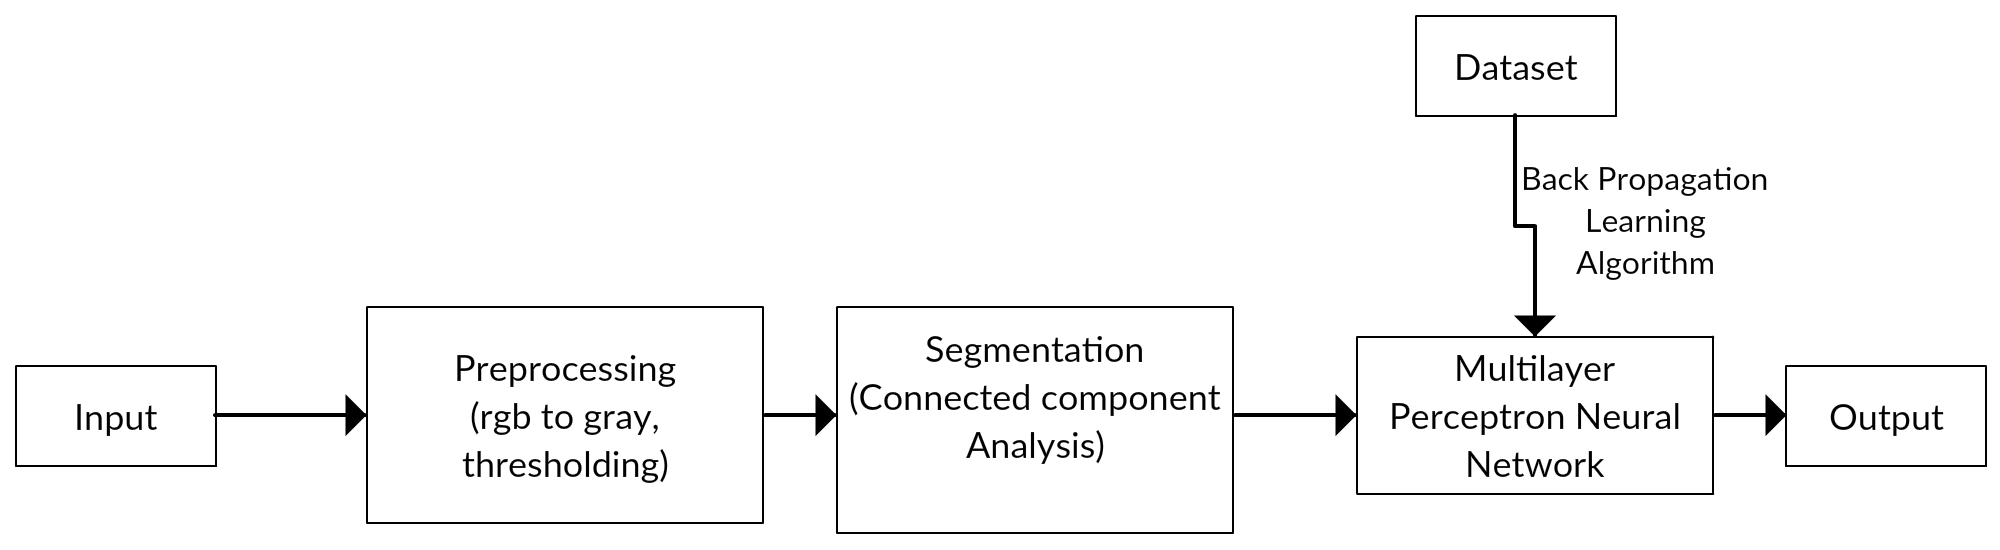 Dataset
Back Propagation
Learning
Algorithm
Input
Preprocessing
(rgb to gray,
thresholding)
Segmentation
(Connected component
Analysis)
Multilayer
Perceptron Neural
Network
Output